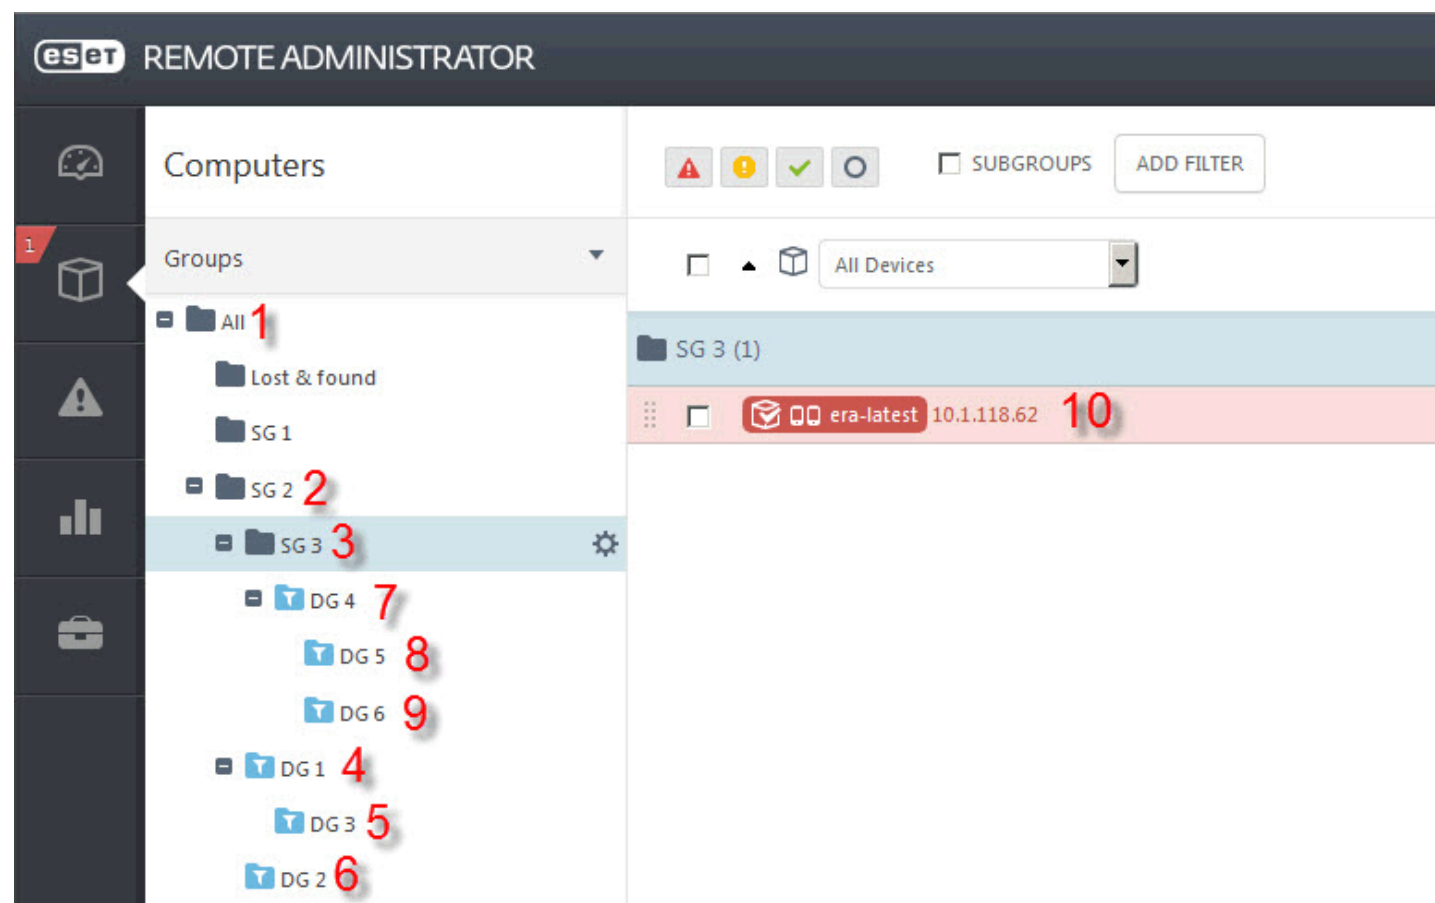 eset REMOTE ADMINISTRATOR
Computers
SUBGROUPS ADD FILTER
1
Groups
All Devices
All 1
Lost & found
SG 1
SG 2 2
SG 3 3
DG 4 7
DG 5 8
DG 6 9
DG 1 4
DG 3 5
DG 2 6
SG 3 (1)
era-latest 10.1.118.62 10